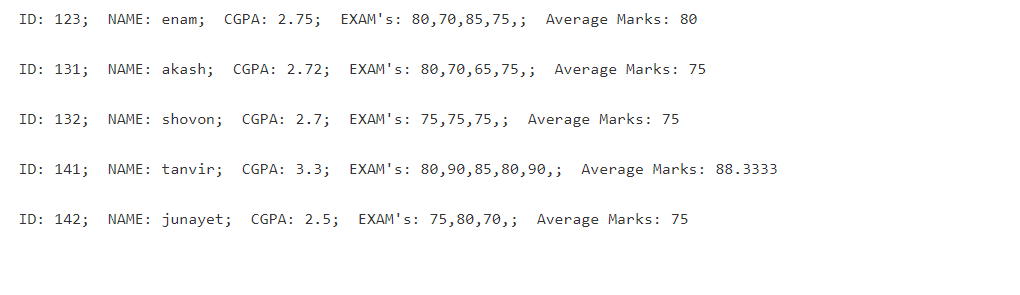 ID: 123;  NAME: enam;  CGPA: 2.75;  EXAM's: 80,70,85,75,;  Average Marks: 80
ID: 131;  NAME: akash;  CGPA: 2.72;  EXAM's: 80,70,65,75,;  Average Marks: 75
ID: 132;  NAME: shovon;  CGPA: 2.7;  EXAM's: 75,75,75,;  Average Marks: 75
ID: 141;  NAME: tanvir;  CGPA: 3.3;  EXAM's: 80,90,85,80,90,;  Average Marks: 88.3333
ID: 142;  NAME: junayet;  CGPA: 2.5;  EXAM's: 75,80,70,;  Average Marks: 75